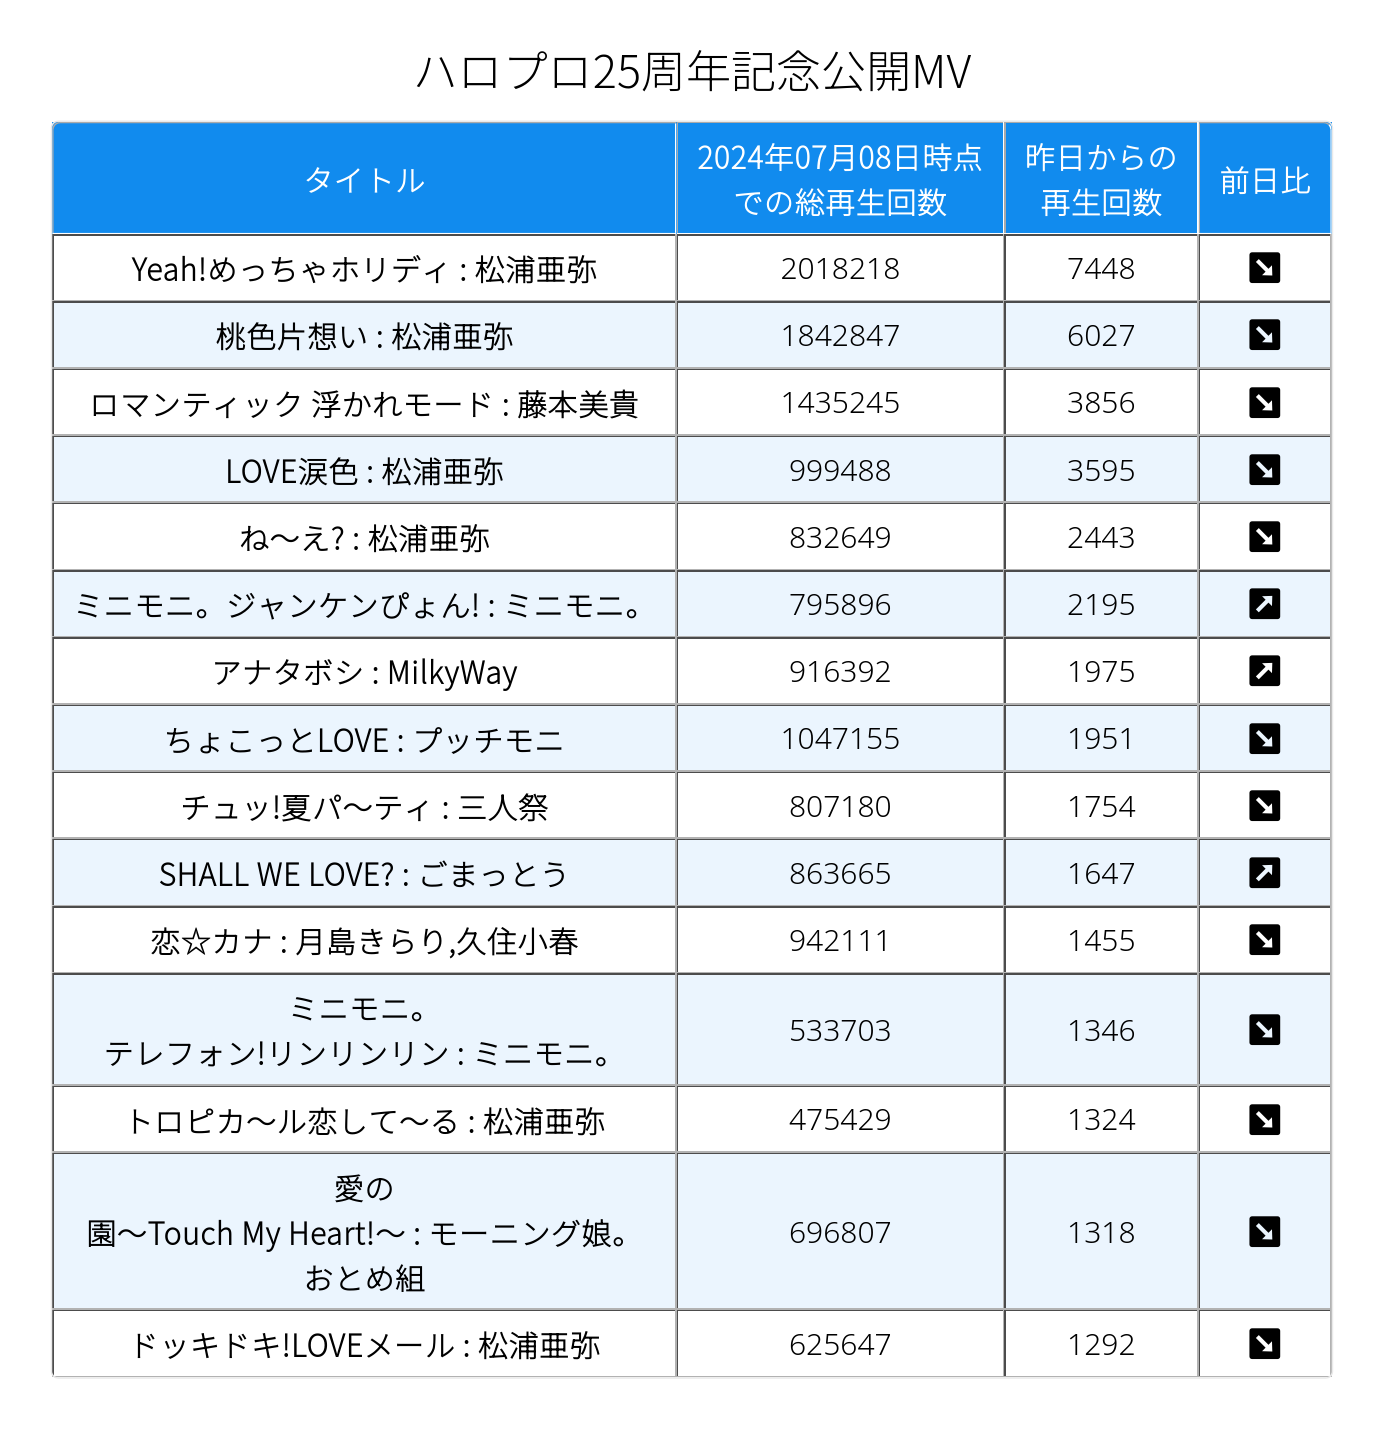 ハロプロ25周年記念公開MV
タイトル
2024年07月08日時点
での総再生回数
昨日からの
再生回数
前日比
Yeah!めっちゃホリディ : 松浦亜弥
2018218
7448
桃色片想い : 松浦亜弥
1842847
6027
ロマンティック 浮かれモード : 藤本美貴
1435245
3856
LOVE涙色 : 松浦亜弥
999488
3595
ね～え? : 松浦亜弥
832649
2443
ミニモニ。ジャンケンぴょん! : ミニモニ。
795896
2195
アナタボシ : MilkyWay
916392
1975
ちょこっとLOVE : プッチモニ
1047155
1951
チュッ!夏パ～ティ : 三人祭
807180
1754
SHALL WE LOVE? : ごまっとう
863665
1647
恋☆カナ : 月島きらり,久住小春
942111
1455
ミニモニ。
テレフォン!リンリンリン : ミニモニ。
533703
1346
トロピカ～ル恋して～る : 松浦亜弥
475429
1324
愛の
園～Touch My Heart!～ : モーニング娘。
おとめ組
696807
1318
ドッキドキ!LOVEメール : 松浦亜弥
625647
1292